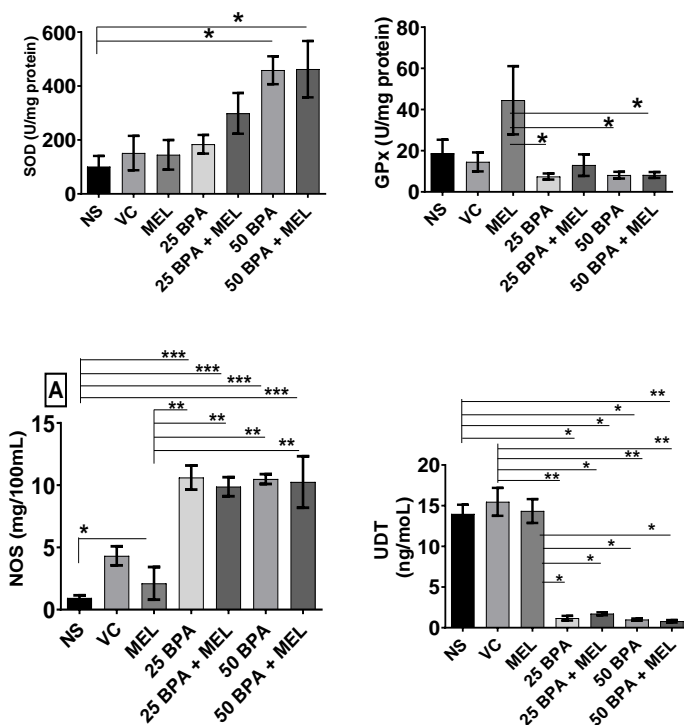 600
400
200
0
SOD (U/mg protein)
*
*
NS
VC
MEL
25 BPA
25 BPA + MEL
50 BPA
50 BPA + MEL
80
60
40
20
0
GPx (U/mg protein)
*
*
*
NS
VC
MEL
25 BPA
25 BPA + MEL
50 BPA
50 BPA + MEL
A
***
***
***
***
**
**
**
**
*
15
10
5
0
NOS (mg/100mL)
NS
VC
MEL
25 BPA
25 BPA + MEL
50 BPA
50 BPA + MEL
**
*
*
*
**
**
*
**
*
*
*
*
20
15
10
5
0
UDT
(ng/moL)
NS
VC
MEL
25 BPA
25 BPA + MEL
50 BPA
50 BPA + MEL